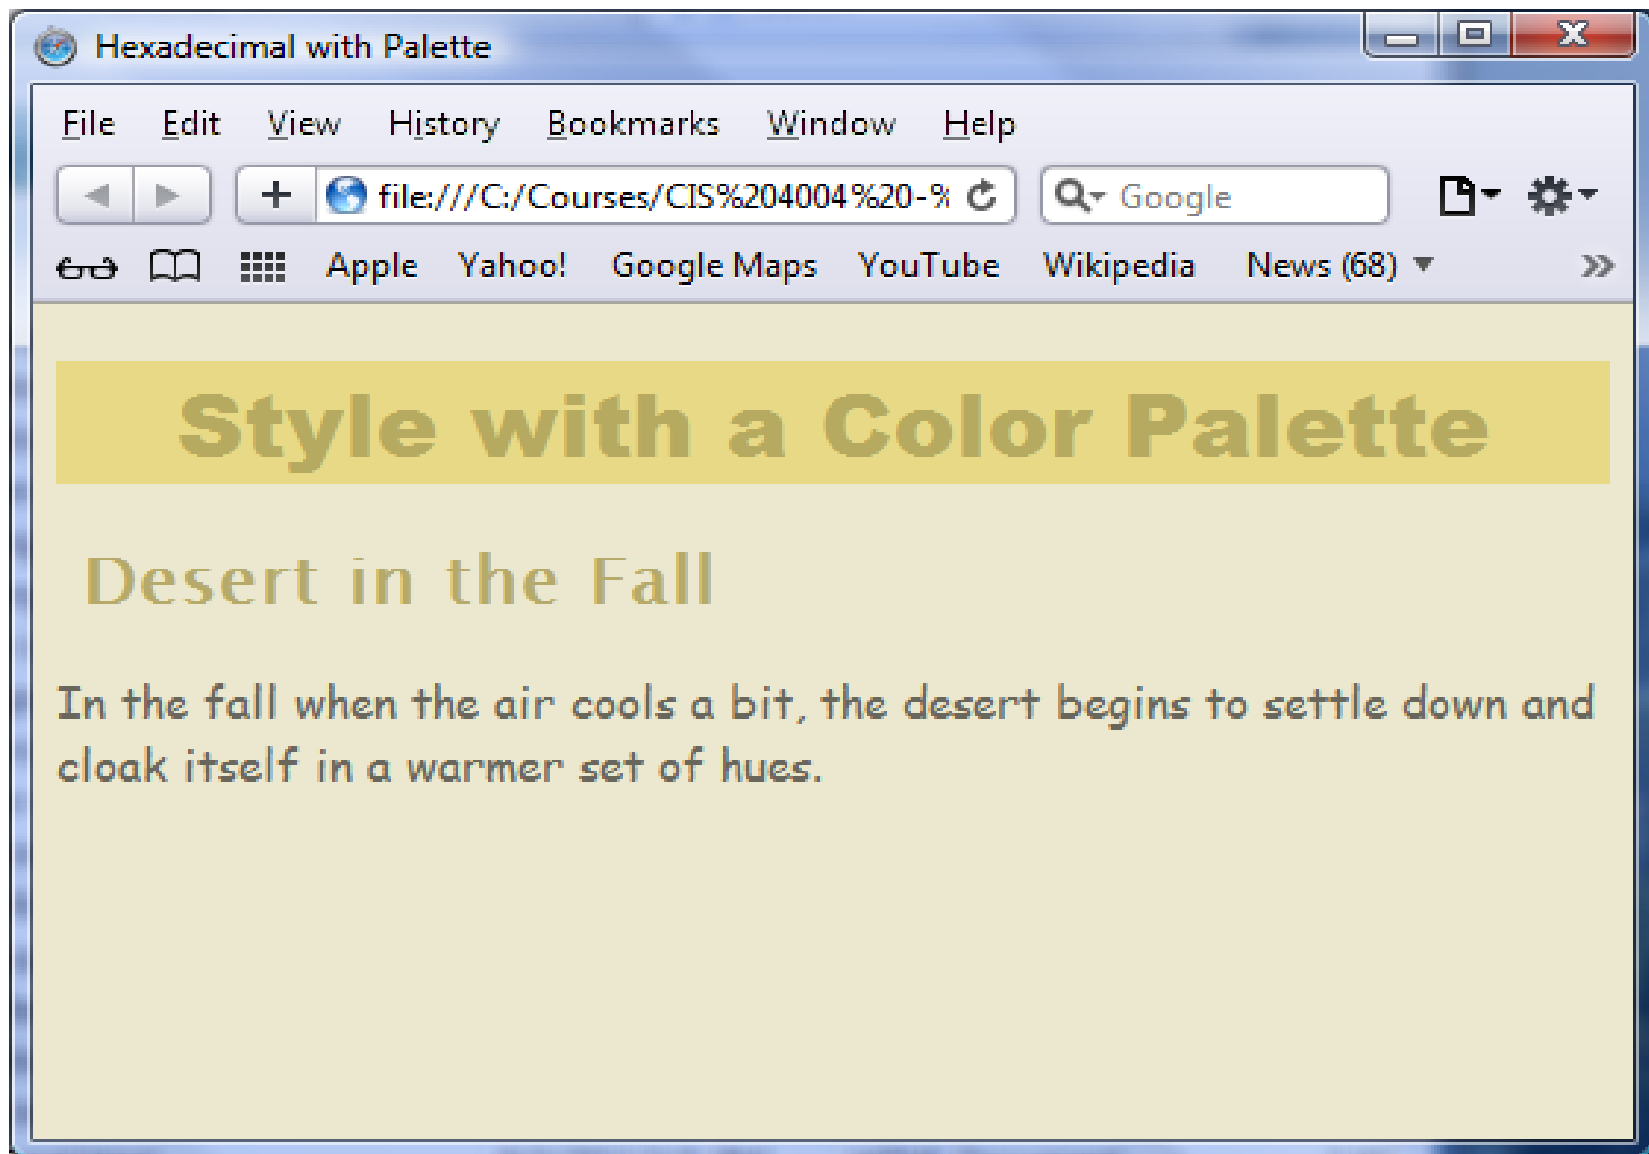 Hexadecimal with Palette
File Edit View History Bookmarks Window Help
file:///C:/Courses/CIS%204004%20-% Google
Apple Yahoo! Google Maps YouTube Wikipedia News (68)
Style with a Color Palette
Desert in the Fall
In the fall when the air cools a bit, the desert begins to settle down and
cloak itself in a warmer set of hues.